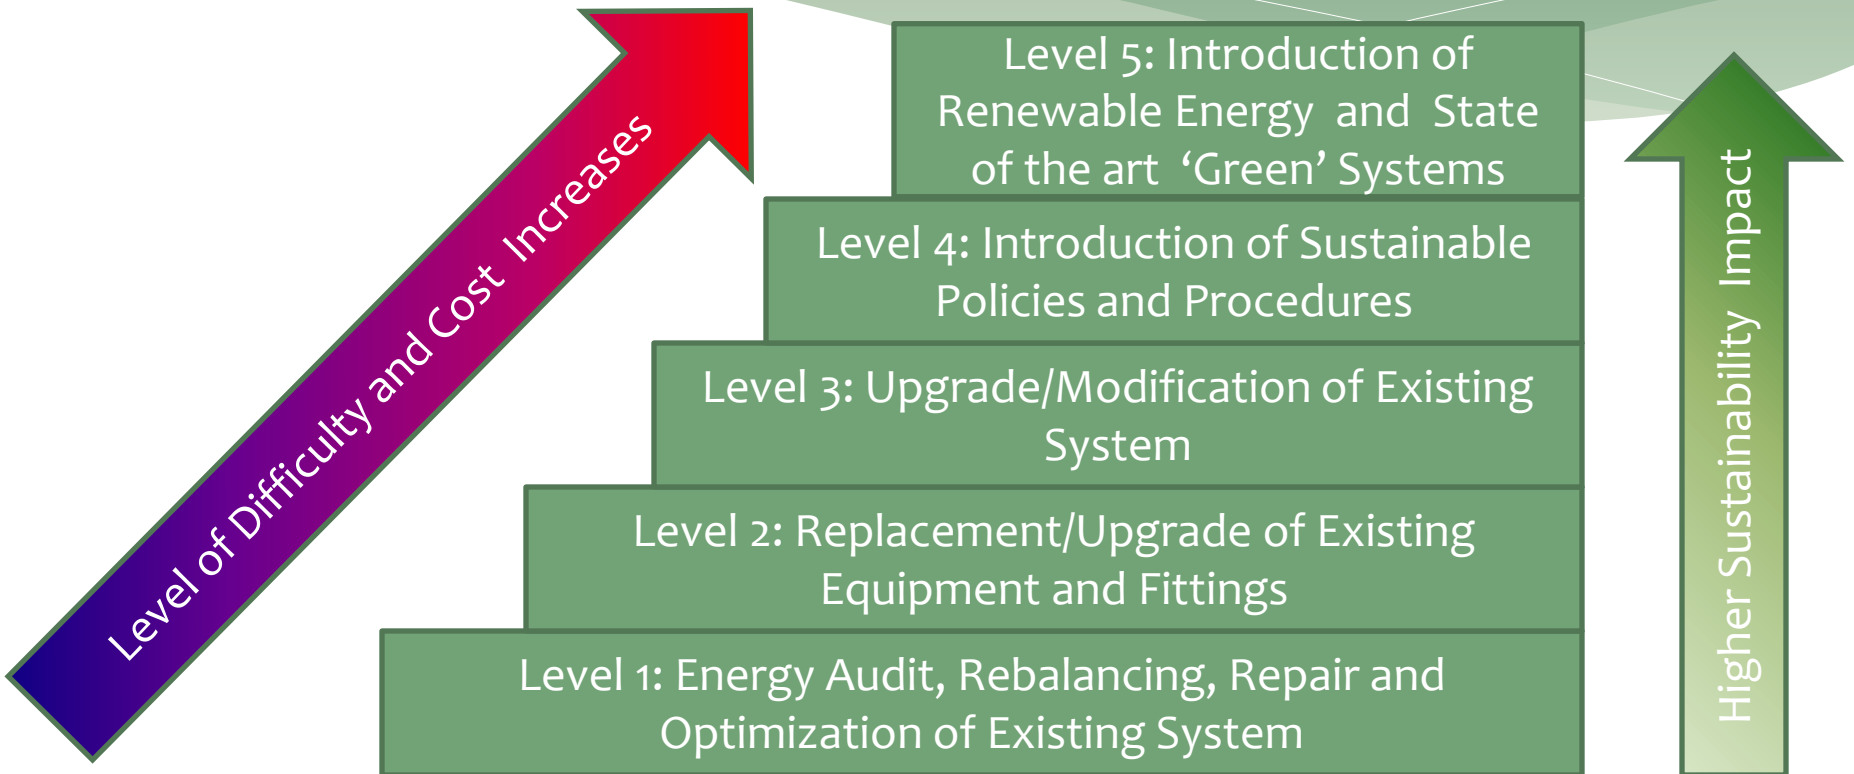 Level of Difficulty and Cost Increases
Level 5: Introduction of
Renewable Energy and State
of the art ‘Green’ Systems
Level 4: Introduction of Sustainable
Policies and Procedures
Level 3: Upgrade/Modification of Existing
System
Level 2: Replacement/Upgrade of Existing
Equipment and Fittings
Level 1: Energy Audit, Rebalancing, Repair and
Optimization of Existing System
Higher Sustainability Impact